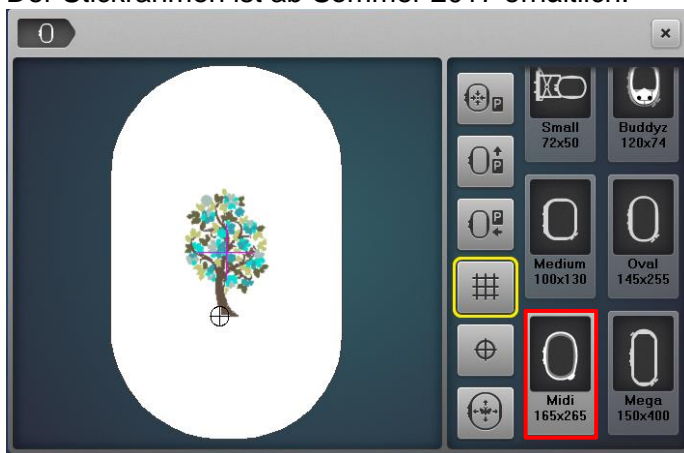 Der Stickrahmen ist ab Sommer 2017 erhältlich.
P
P
P
Small
72x50
Buddyz
120x74
Medium
100x130
Oval
145x255
Midi
165x265
Mega
150x400